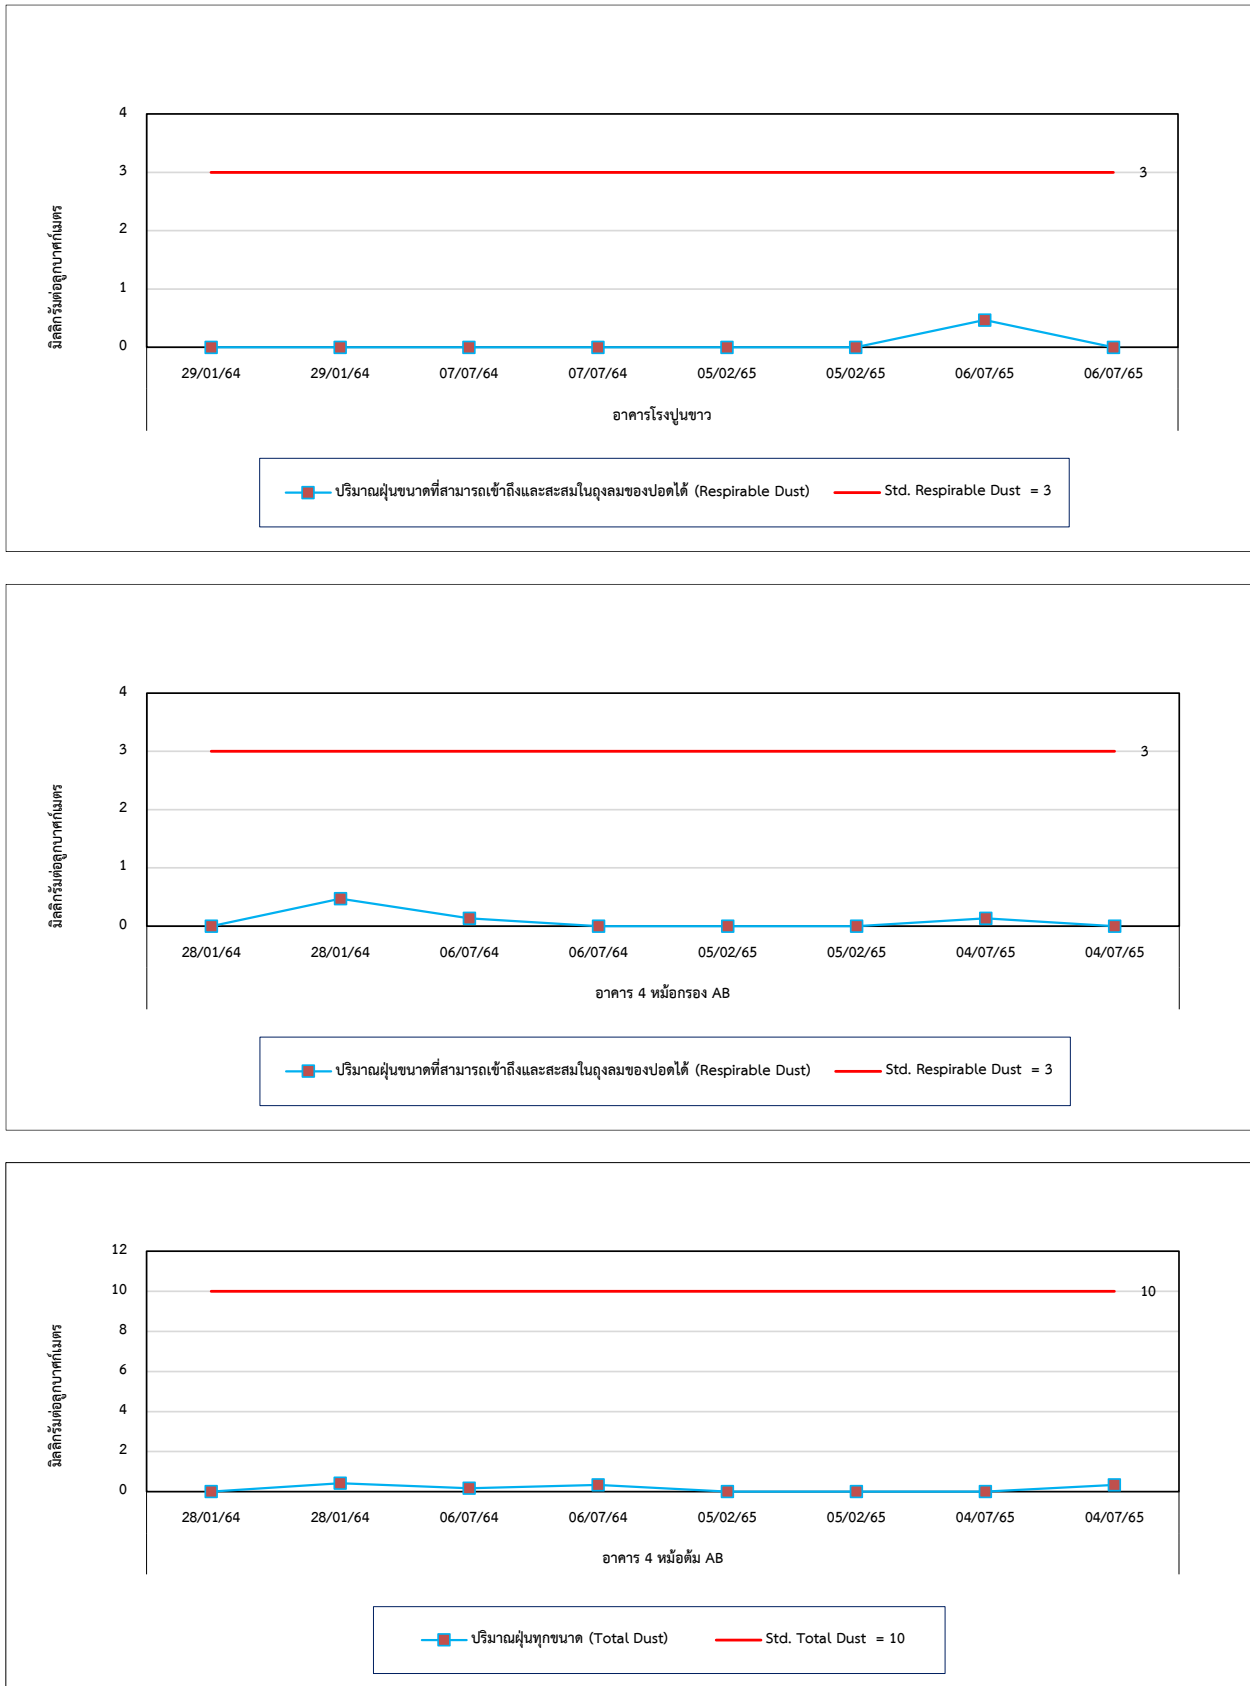 มิลลิกรัมต่อลูกบาศก์เมตร
4
3
2
1
0
3
29/01/64 29/01/64 07/07/64 07/07/64 05/02/65 05/02/65 06/07/65 06/07/65
อาคารโรงปูนขาว
ปริมาณฝุ่นขนาดที่สามารถเข้าถึงและสะสมในถุงลมของปอดได้ (Respirable Dust) Std. Respirable Dust = 3
มิลลิกรัมต่อลูกบาศก์เมตร
4
3
2
1
0
3
28/01/64 28/01/64 06/07/64 06/07/64 05/02/65 05/02/65 04/07/65 04/07/65
อาคาร 4 หม้อกรอง AB
ปริมาณฝุ่นขนาดที่สามารถเข้าถึงและสะสมในถุงลมของปอดได้ (Respirable Dust) Std. Respirable Dust = 3
มิลลิกรัมต่อลูกบาศก์เมตร
12
10
8
6
4
2
0
10
28/01/64 28/01/64 06/07/64 06/07/64 05/02/65 05/02/65 04/07/65 04/07/65
อาคาร 4 หม้อต้ม AB
ปริมาณฝุ่นทุกขนาด (Total Dust) Std. Total Dust = 10